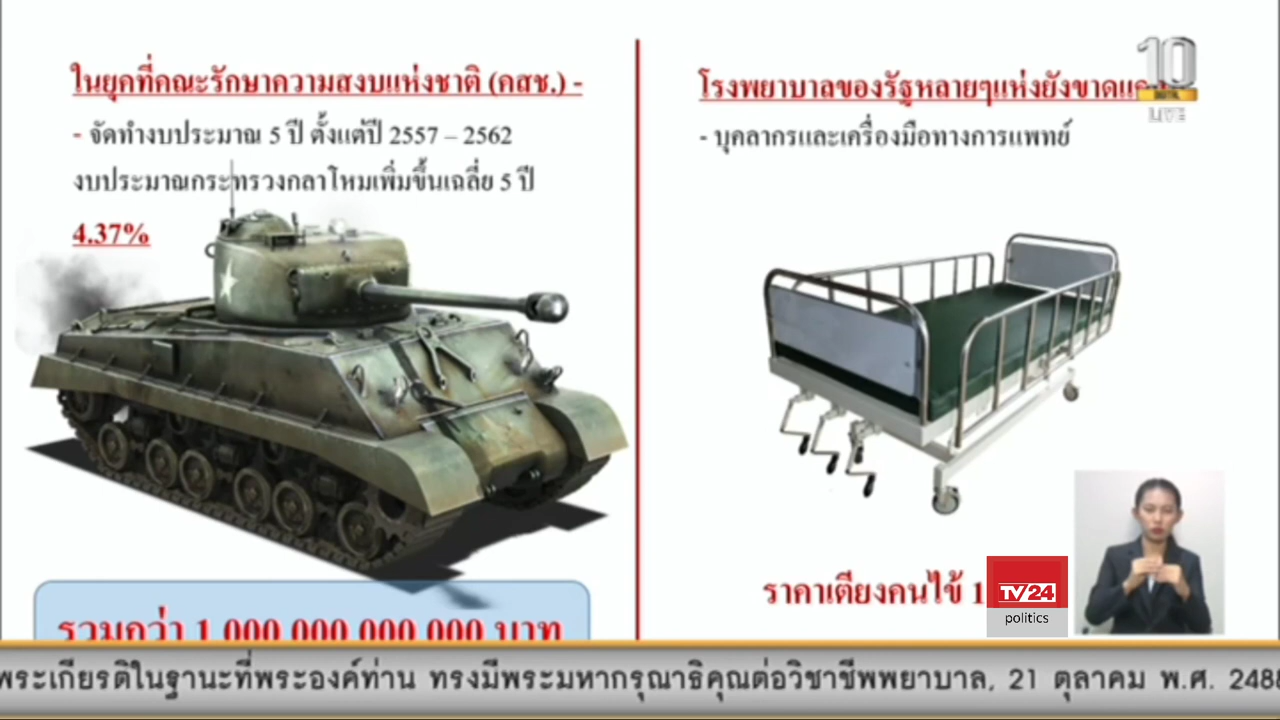 ในยุคที่คณะรักษาความสงบแห่งชาติ (คสช.) -
- จัดทำงบประมาณ 5 ปี ตั้งแต่ปี 2557 – 2562
งบประมาณกระทรวงกลาโหมเพิ่มขึ้นเฉลี่ย 5 ปี
4.37%
รวมกว่า 1,000,000,000,000 บาท
โรงพยาบาลของรัฐหลายๆแห่งยังขาดแคลน
- บุคลากรและเครื่องมือทางการแพทย์
ราคาเตียงคนไข้ 1
10
DIGITAL
LIVE
TV24
politics
พระเกียรติในฐานะที่พระองค์ท่าน ทรงมีพระมหากรุณาธิคุณต่อวิชาชีพพยาบาล, 21 ตุลาคม พ.ศ. 248